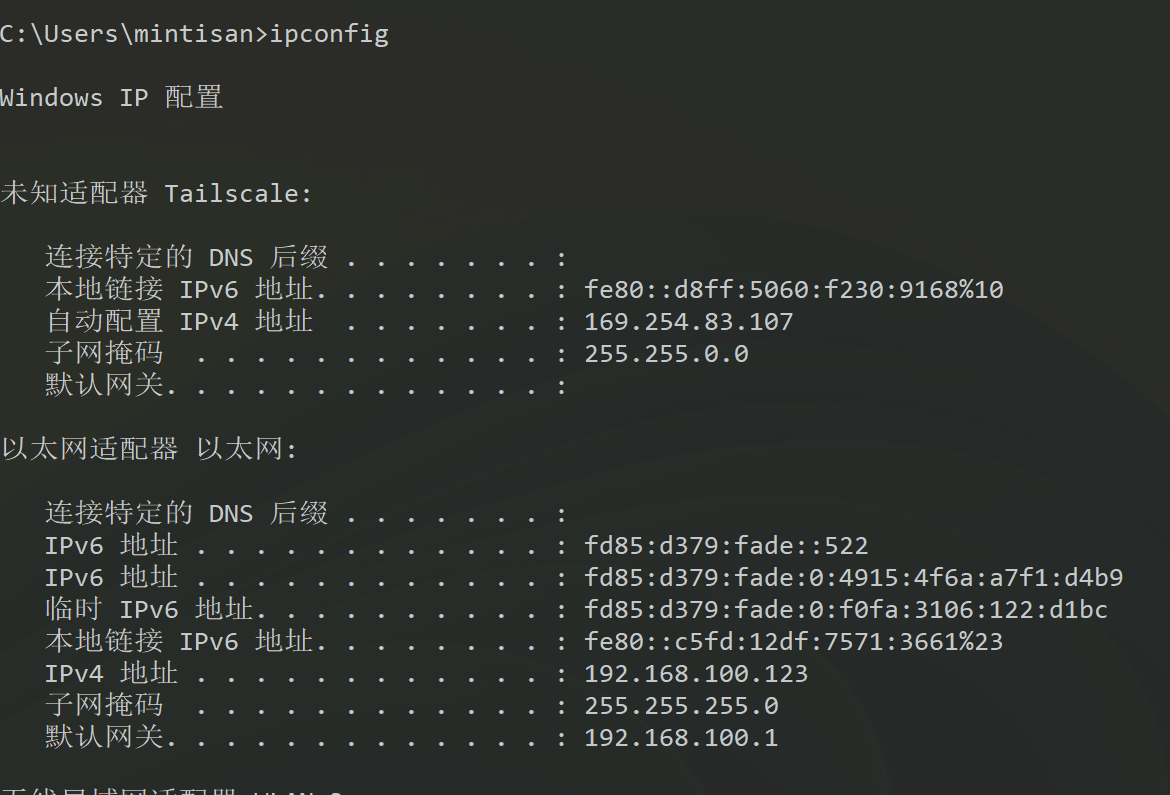 C:\Users\mintisan>ipconfig
Windows IP 配置
未知适配器 Tailscale:
连接特定的 DNS 后缀 . . . . . . . :
本地链接 IPv6 地址. . . . . . . . : fe80::d8ff:5060:f230:9168%10
自动配置 IPv4 地址 . . . . . . . : 169.254.83.107
子网掩码 . . . . . . . . . . . . : 255.255.0.0
默认网关. . . . . . . . . . . . . :
以太网适配器 以太网:
连接特定的 DNS 后缀 . . . . . . . :
IPv6 地址 . . . . . . . . . . . . : fd85:d379:fade::522
IPv6 地址 . . . . . . . . . . . . : fd85:d379:fade:0:4915:4f6a:a7f1:d4b9
临时 IPv6 地址. . . . . . . . . . : fd85:d379:fade:0:f0fa:3106:122:d1bc
本地链接 IPv6 地址. . . . . . . . : fe80::c5fd:12df:7571:3661%23
IPv4 地址 . . . . . . . . . . . . : 192.168.100.123
子网掩码 . . . . . . . . . . . . : 255.255.255.0
默认网关. . . . . . . . . . . . . : 192.168.100.1